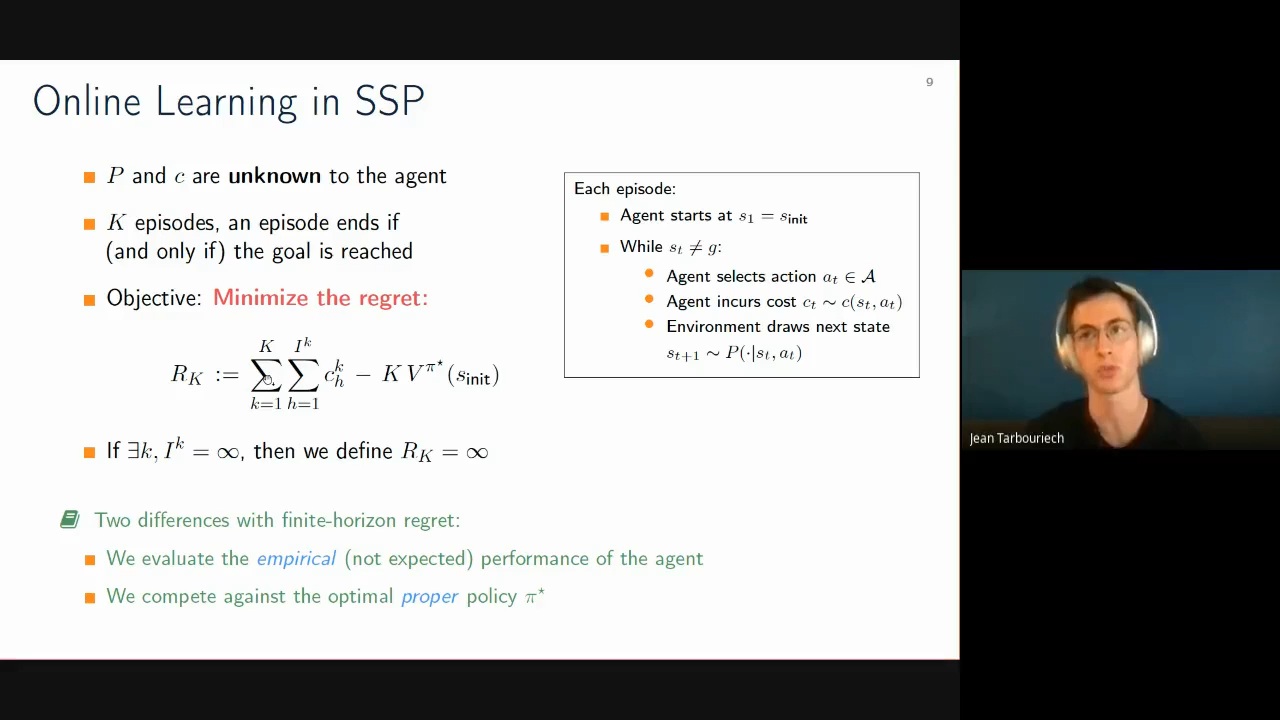 9
Online Learning in SSP
P and c are unknown to the agent
K episodes, an episode ends if
(and only if) the goal is reached
Objective: Minimize the regret:
R_K := \sum_{k=1}^{K} \sum_{h=1}^{I^k} c_h^k − K V^{π^⋆}(s_init)
If ∃k, I^k = ∞, then we define R_K = ∞
Two differences with finite-horizon regret:
We evaluate the empirical (not expected) performance of the agent
We compete against the optimal proper policy π^⋆
Each episode:
Agent starts at s_1 = s_init
While s_t ≠ g:
Agent selects action a_t ∈ 𝒜
Agent incurs cost c_t ∼ c(s_t, a_t)
Environment draws next state
s_{t+1} ∼ P(·|s_t, a_t)
Jean Tarbouriech